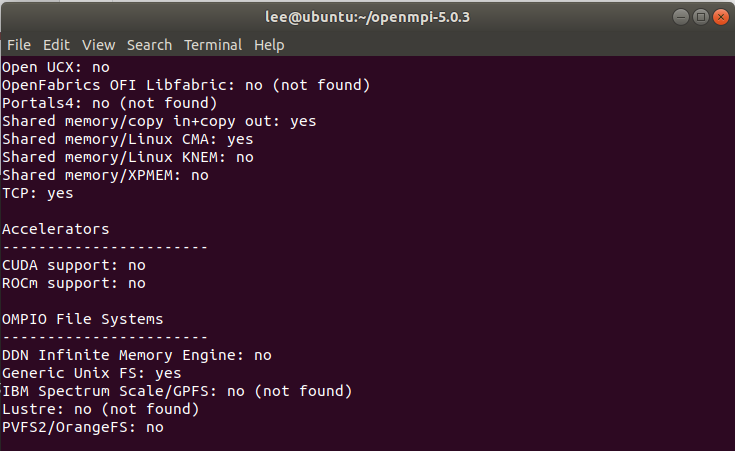 lee@ubuntu:~/openmpi-5.0.3
File Edit View Search Terminal Help
Open UCX: no
OpenFabrics OFI Libfabric: no (not found)
Portals4: no (not found)
Shared memory/copy in+copy out: yes
Shared memory/Linux CMA: yes
Shared memory/Linux KNEM: no
Shared memory/XPMEM: no
TCP: yes
Accelerators
-----------------------
CUDA support: no
ROCm support: no
OMPIO File Systems
-----------------------
DDN Infinite Memory Engine: no
Generic Unix FS: yes
IBM Spectrum Scale/GPFS: no (not found)
Lustre: no (not found)
PVFS2/OrangeFS: no